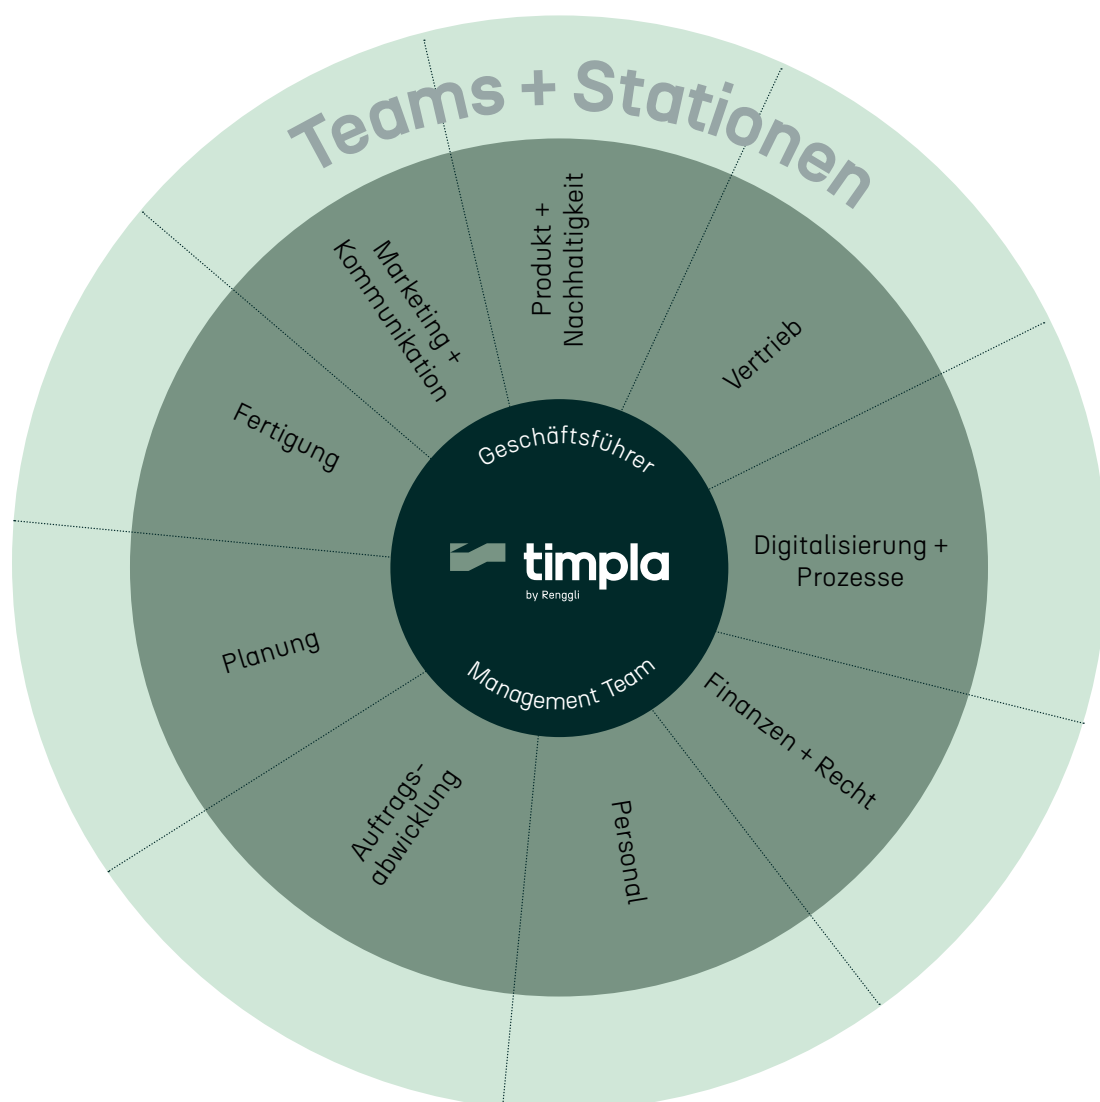 Teams + Stationen
Produkt +
Nachhaltigkeit
Vertrieb
Digitalisierung +
Prozesse
Finanzen + Recht
Personal
Auftrags-
abwicklung
Planung
Fertigung
Marketing +
Kommunikation
Geschäftsführer
timpla
by Renggli
Management Team